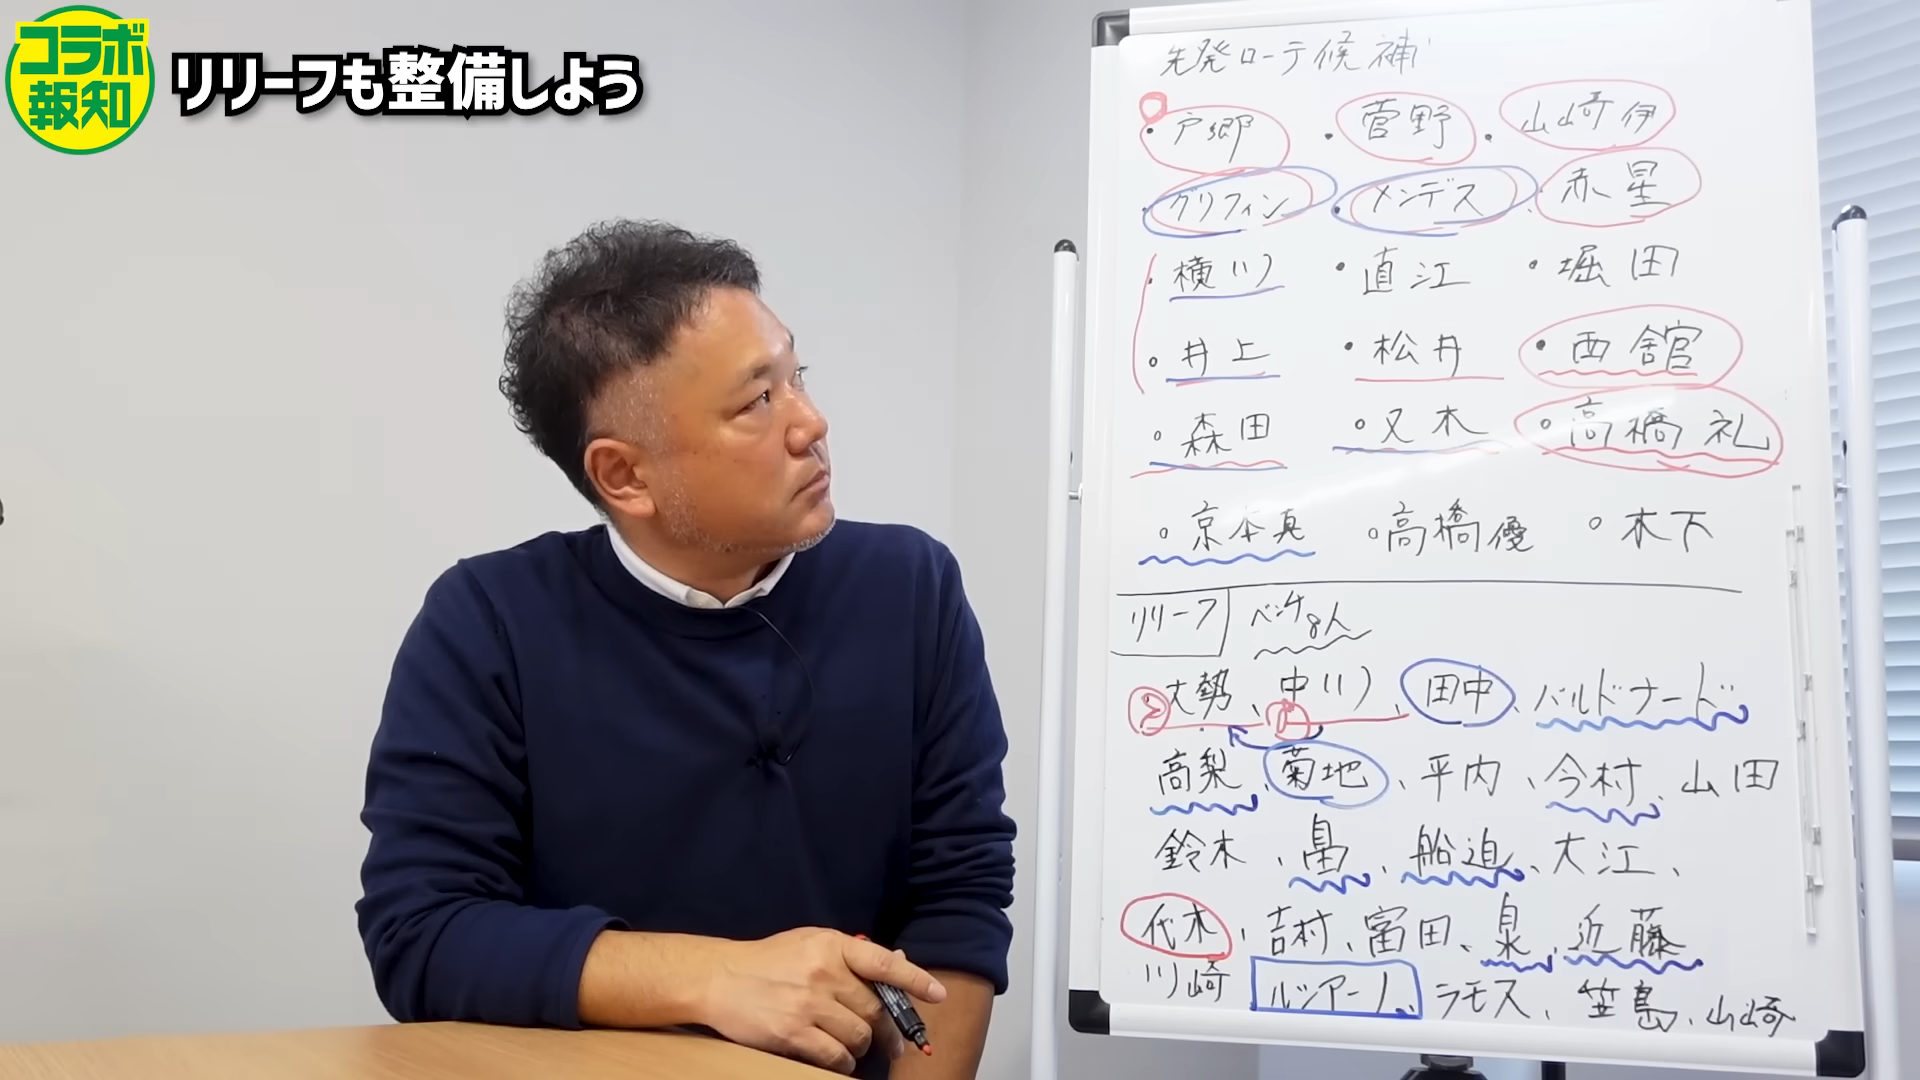 コラボ
報知
リリーフも整備しよう
先発ローテ候補
・戸郷 ・菅野 ・山崎伊
・グリフィン ・メンデス ・赤星
・横川 ・直江 ・堀田
・井上 ・松井 ・西舘
・森田 ・又木 ・高橋礼
・京本真 ・高橋優 ・木下
リリーフ ベンチ8人
大勢、中川、田中、バルドナード
高梨、菊地、平内、今村、山田
鈴木、畠、船迫、大江、
代木、吉村、富田、泉、近藤
川崎 ルシアーノ、ラモス、笠島、山崎